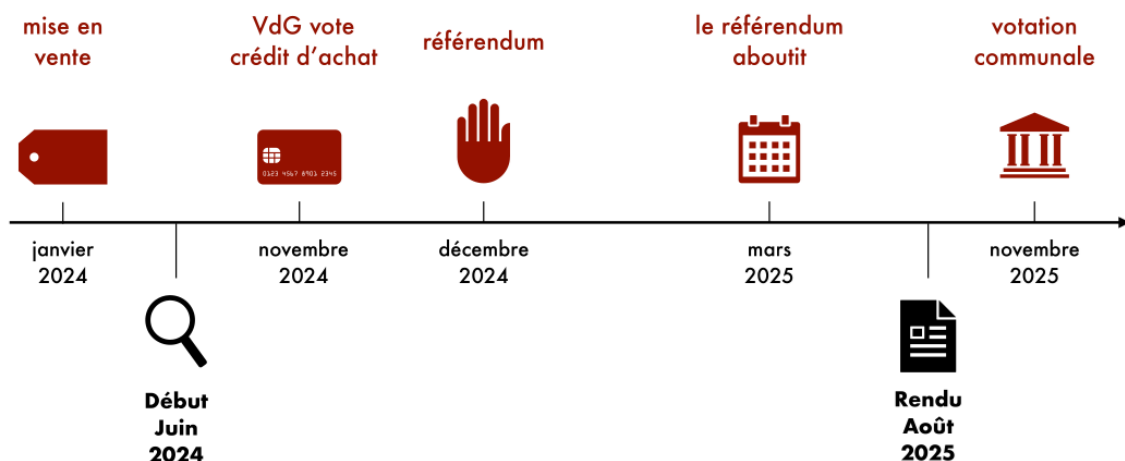 mise en
vente
VdG vote
crédit d'achat
référendum
le référendum
aboutit
votation
communale
0123 4567 8901 2345
janvier
2024
novembre
2024
décembre
2024
mars
2025
novembre
2025
Début
Juin
2024
Rendu
Août
2025